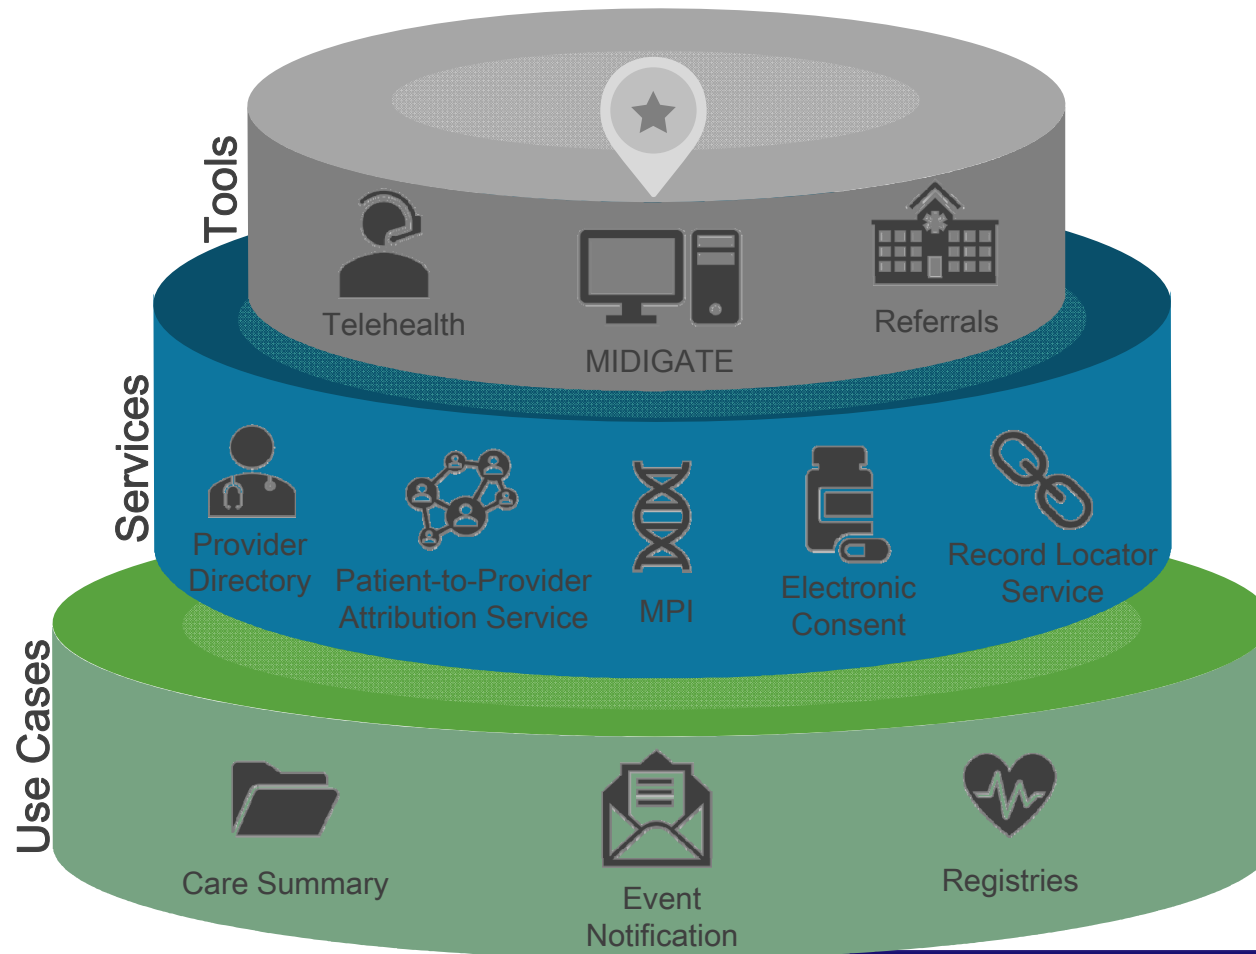 Tools
Telehealth
MIDIGATE
Referrals
Services
Provider
Directory
Patient-to-Provider
Attribution Service
MPI
Electronic
Consent
Record Locator
Service
Use Cases
Care Summary
Event
Notification
Registries